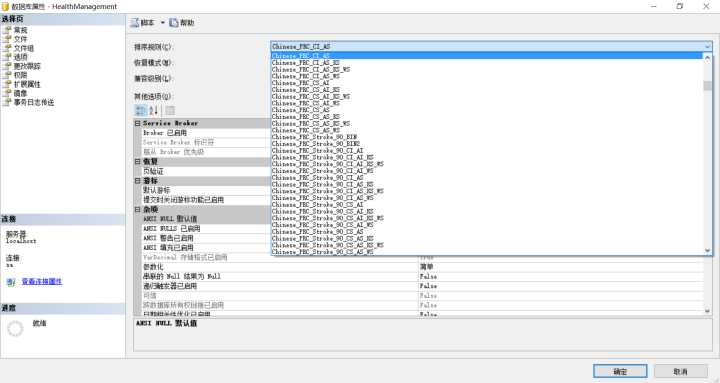 数据库属性 - HealthManagement
选择页
常规
文件
文件组
选项
更改跟踪
权限
扩展属性
镜像
事务日志传送
脚本
帮助
排序规则(C):
Chinese_PRC_CI_AS
恢复模式(M):
兼容级别(L):
其他选项(O):
Chinese_PRC_CI_AS
Chinese_PRC_CI_AS_KS
Chinese_PRC_CI_AS_KS_WS
Chinese_PRC_CI_AS_WS
Chinese_PRC_CS_AI
Chinese_PRC_CS_AI_KS
Chinese_PRC_CS_AI_KS_WS
Chinese_PRC_CS_AI_WS
Chinese_PRC_CS_AS
Chinese_PRC_CS_AS_KS
Chinese_PRC_CS_AS_KS_WS
Chinese_PRC_CS_AS_WS
Chinese_PRC_Stroke_90_BIN
Chinese_PRC_Stroke_90_BIN2
Chinese_PRC_Stroke_90_CI_AI
Chinese_PRC_Stroke_90_CI_AI_KS
Chinese_PRC_Stroke_90_CI_AI_KS_WS
Chinese_PRC_Stroke_90_CI_AI_WS
Chinese_PRC_Stroke_90_CI_AS
Chinese_PRC_Stroke_90_CI_AS_KS
Chinese_PRC_Stroke_90_CI_AS_KS_WS
Chinese_PRC_Stroke_90_CI_AS_WS
Chinese_PRC_Stroke_90_CS_AI
Chinese_PRC_Stroke_90_CS_AI_KS
Chinese_PRC_Stroke_90_CS_AI_KS_WS
Chinese_PRC_Stroke_90_CS_AI_WS
Chinese_PRC_Stroke_90_CS_AS
Chinese_PRC_Stroke_90_CS_AS_KS
Chinese_PRC_Stroke_90_CS_AS_KS_WS
Chinese_PRC_Stroke_90_CS_AS_WS
Service Broker
Broker 已启用
Service Broker 标识符
服从 Broker 优先级
恢复
页验证
游标
默认游标
提交时关闭游标功能已启用
杂项
ANSI NULL 默认值
ANSI NULLS 已启用
ANSI 警告已启用
ANSI 填充已启用
VarDecimal 存储格式已启用 True
参数化 简单
串联的 Null 结果为 Null False
递归触发器已启用 False
可信 False
跨数据库所有权链接已启用 False
日期相关性优化已启用 False
ANSI NULL 默认值
连接
服务器:
localhost
连接:
sa
查看连接属性
进度
就绪
确定
取消